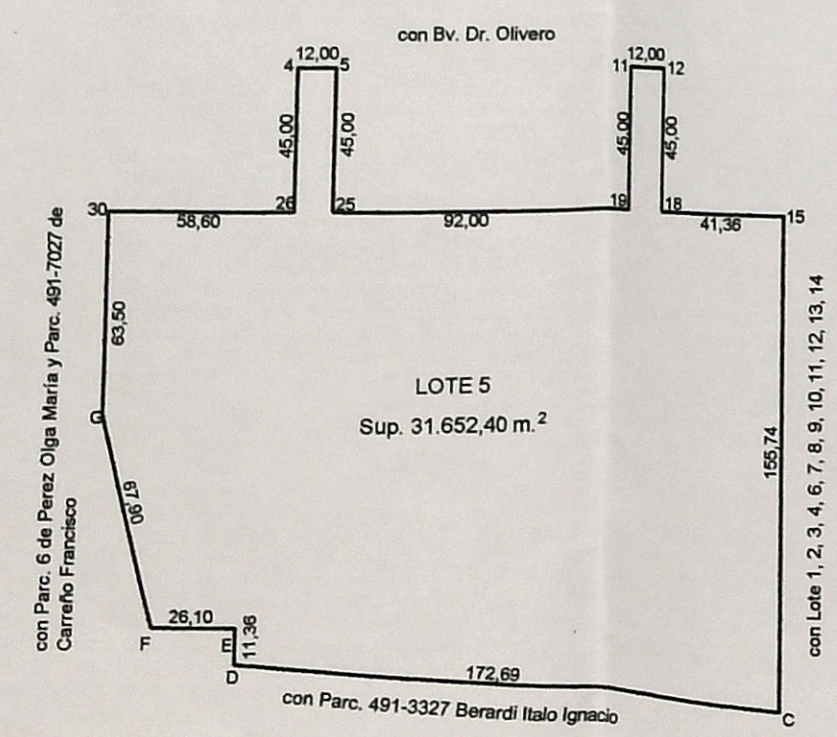 con Bv. Dr. Olivero
4 12,00 5
11 12,00 12
45,00
45,00
45,00
45,00
30
58,60
26
25
92,00
19
18
41,36
15
63,50
G
67,90
LOTE 5
Sup. 31.652,40 m.²
155,74
26,10
F
E
11,36
D
172,69
C
con Parc. 491-3327 Berardi Italo Ignacio
con Parc. 6 de Perez Olga María y Parc. 491-7027 de
Carreño Francisco
con Lote 1, 2, 3, 4, 6, 7, 8, 9, 10, 11, 12, 13, 14